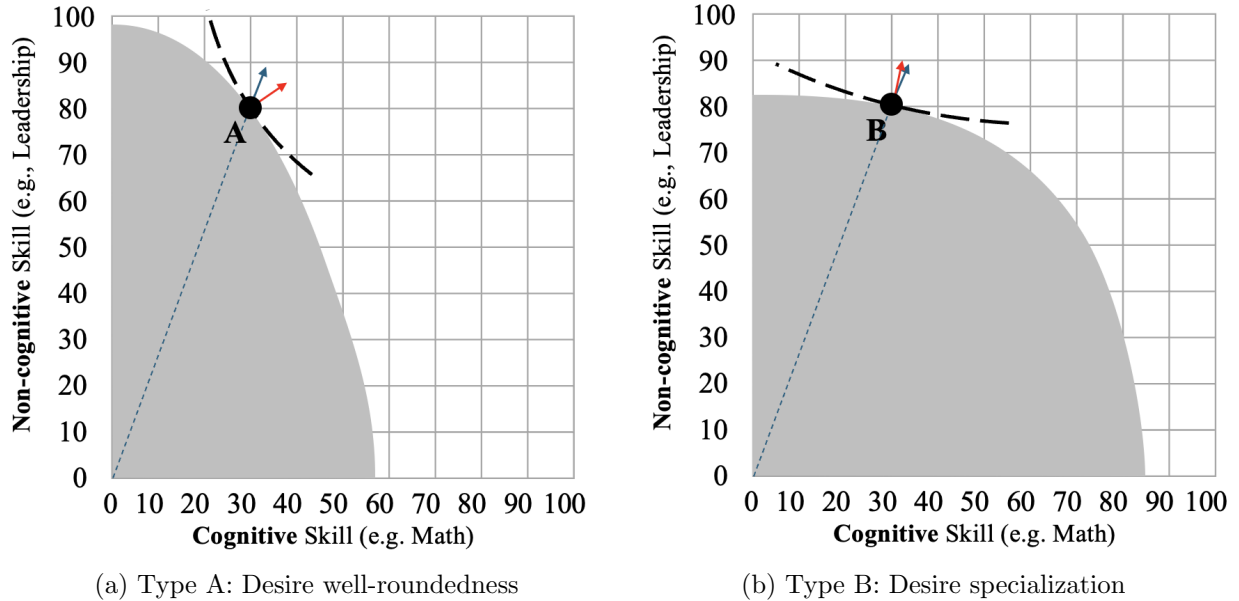 100
90
80
70
60
50
40
30
20
10
0
Non-cognitive Skill (e.g., Leadership)
A
0 10 20 30 40 50 60 70 80 90 100
Cognitive Skill (e.g. Math)
(a) Type A: Desire well-roundedness
100
90
80
70
60
50
40
30
20
10
0
Non-cognitive Skill (e.g., Leadership)
B
0 10 20 30 40 50 60 70 80 90 100
Cognitive Skill (e.g. Math)
(b) Type B: Desire specialization